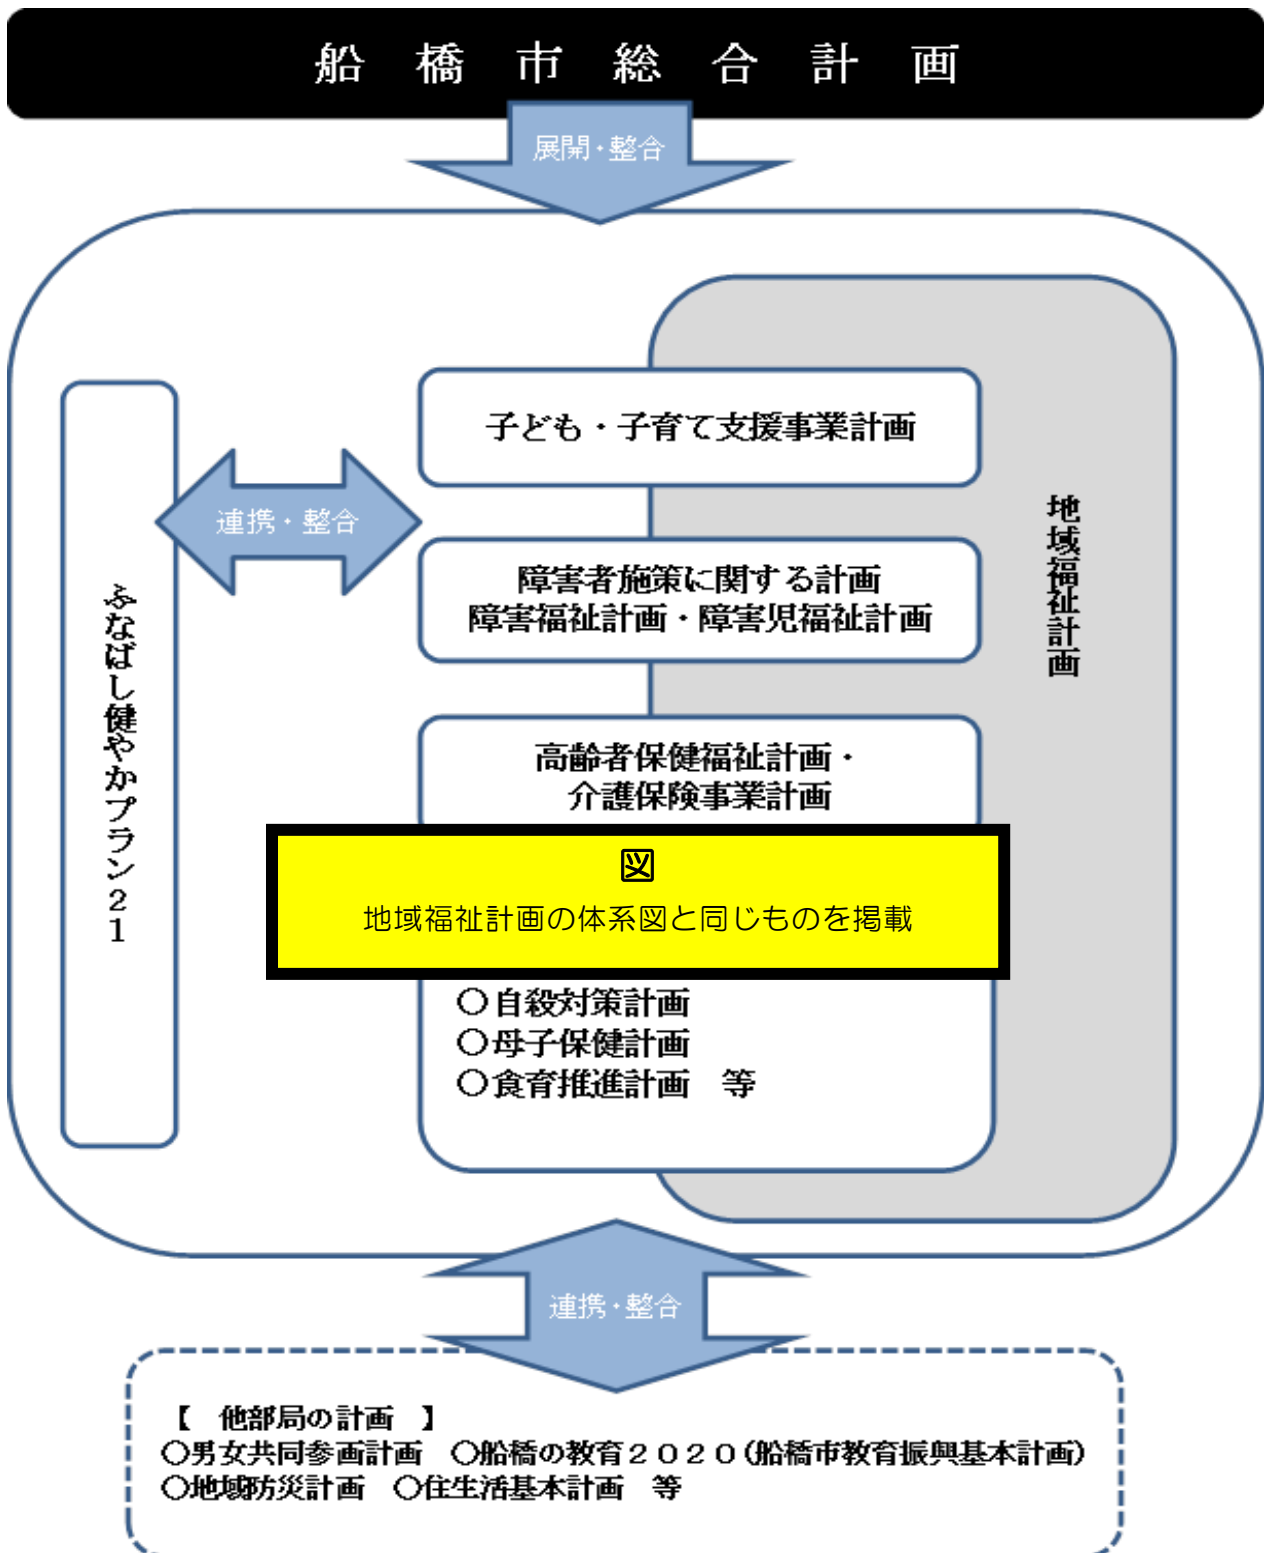 船橋市総合計画
展開・整合
子ども・子育て支援事業計画
連携・整合
障害者施策に関する計画
障害福祉計画・障害児福祉計画
地域福祉計画
ふなばし健やかプラン２１
高齢者保健福祉計画・
介護保険事業計画
図
地域福祉計画の体系図と同じものを掲載
○自殺対策計画
○母子保健計画
○食育推進計画　等
連携・整合
【　他部局の計画　】
○男女共同参画計画　○船橋の教育２０２０(船橋市教育振興基本計画)
○地域防災計画　○住生活基本計画　等